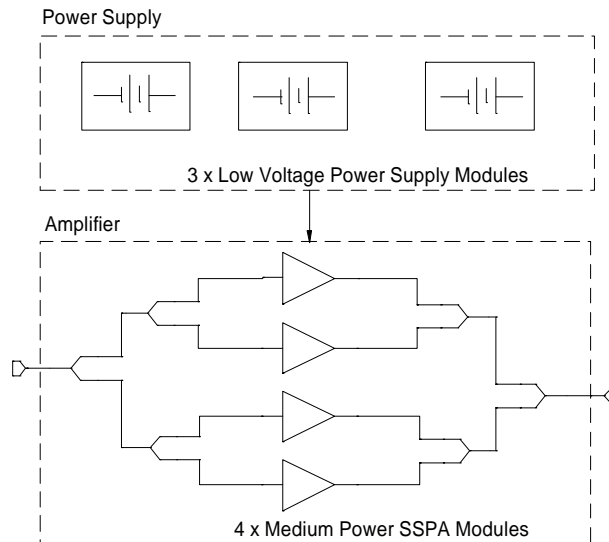 Power Supply
3 x Low Voltage Power Supply Modules
Amplifier
4 x Medium Power SSPA Modules